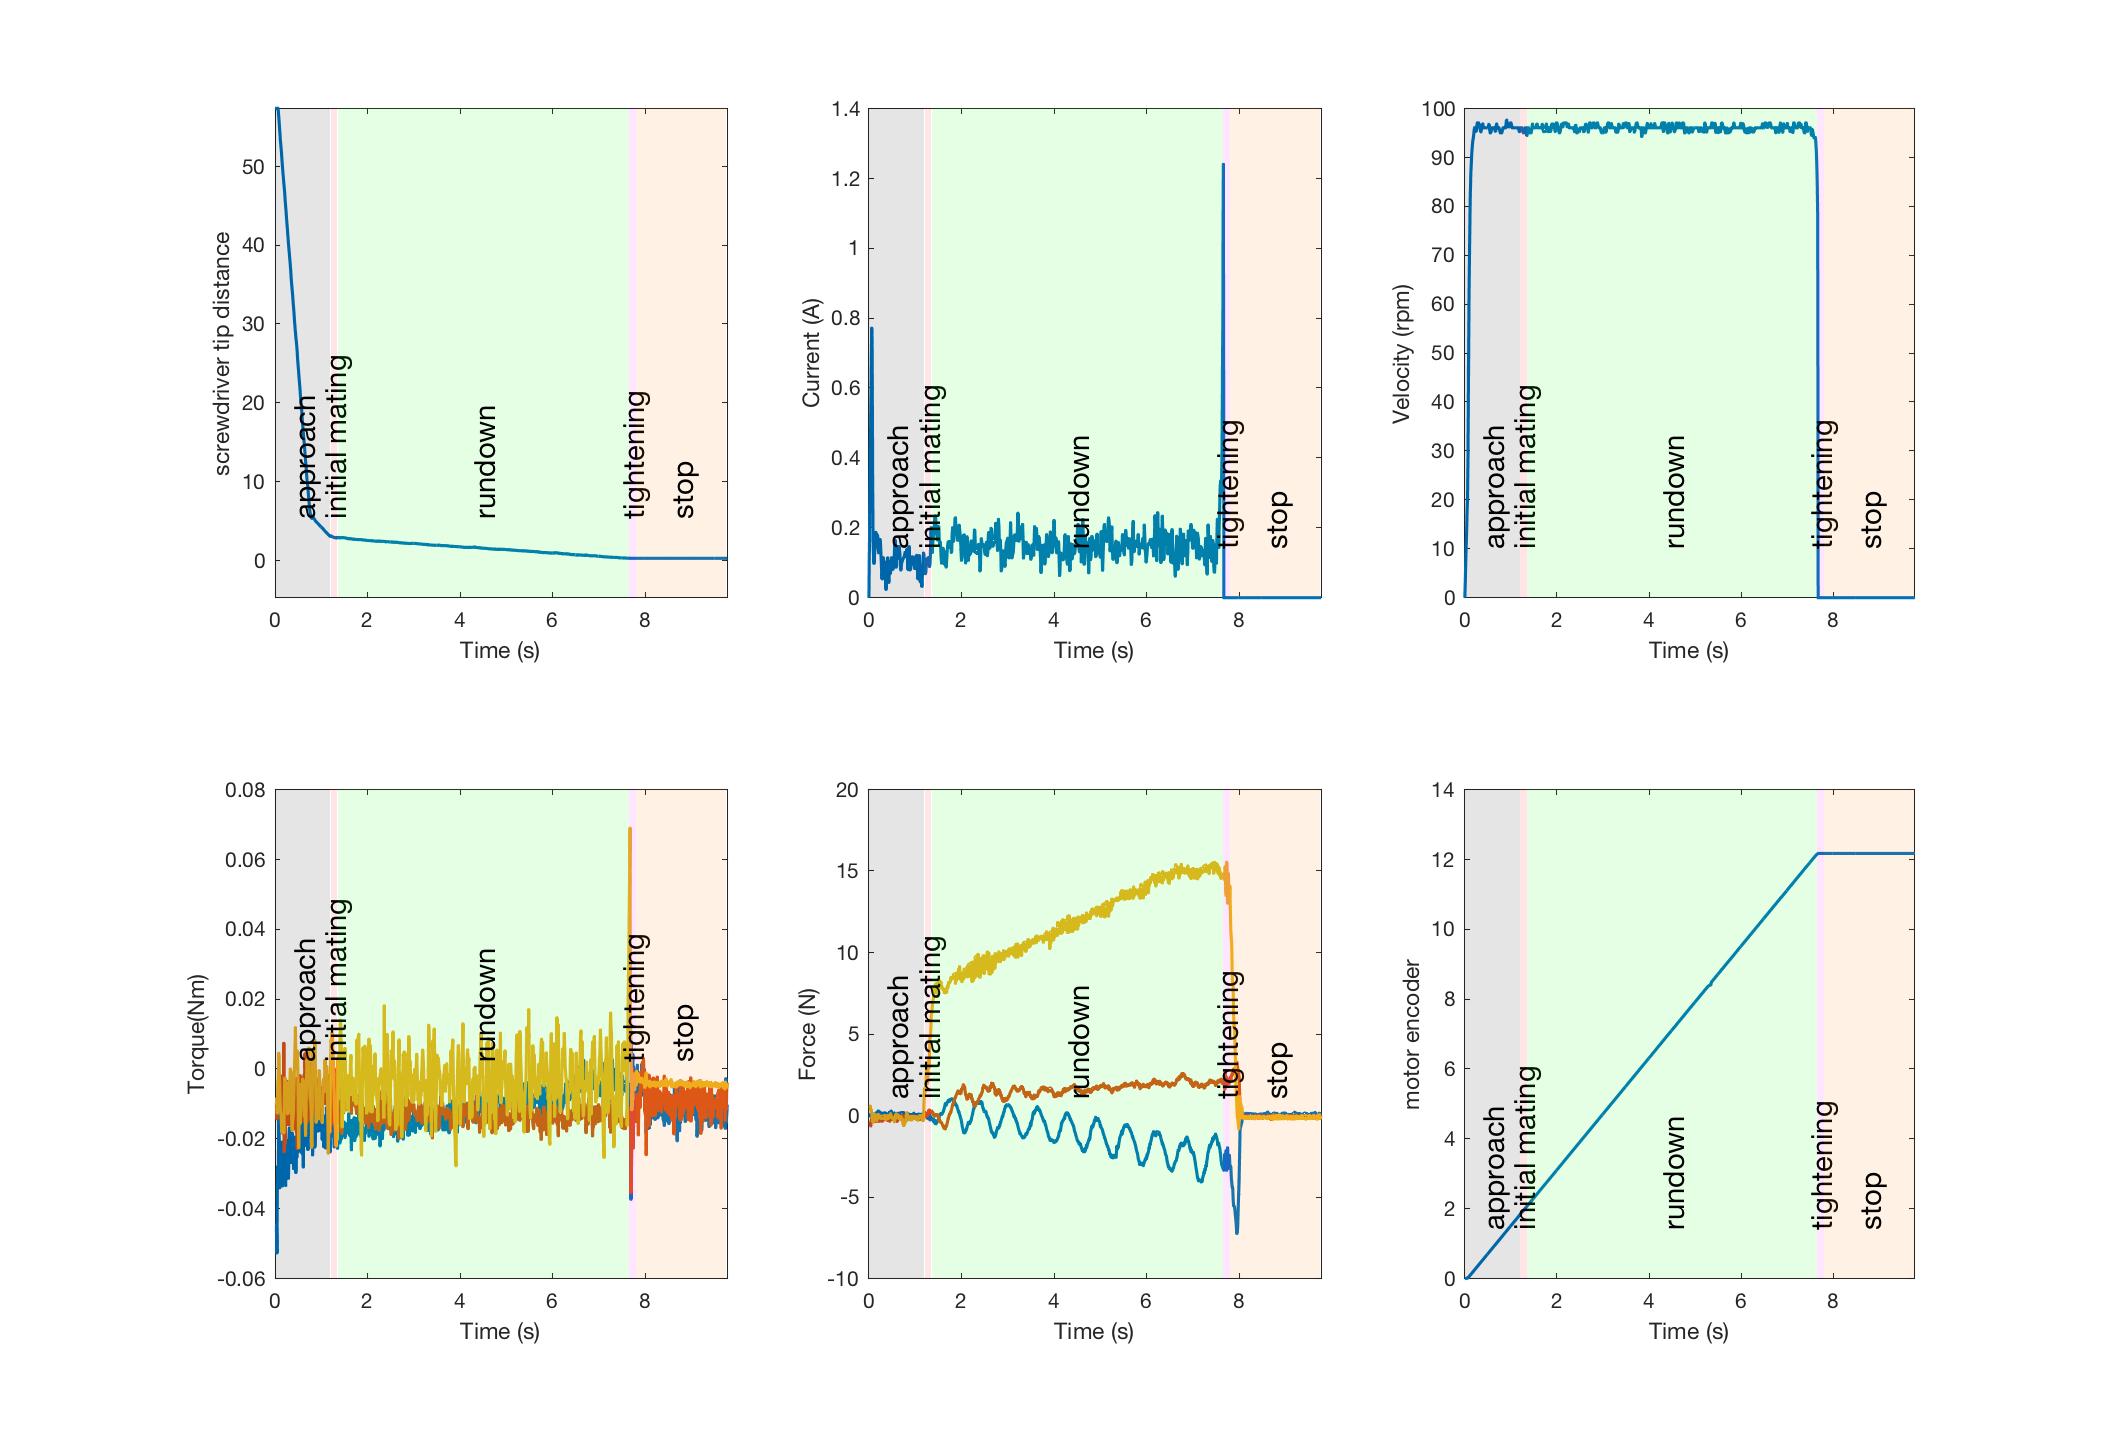 screwdriver tip distance
50
40
30
20
10
0
approach
initial mating
rundown
tightening
stop
0 2 4 6 8
Time (s)
Current (A)
1.4
1.2
1
0.8
0.6
0.4
0.2
0
approach
initial mating
rundown
tightening
stop
0 2 4 6 8
Time (s)
Velocity (rpm)
100
90
80
70
60
50
40
30
20
10
0
approach
initial mating
rundown
tightening
stop
0 2 4 6 8
Time (s)
Torque(Nm)
0.08
0.06
0.04
0.02
0
-0.02
-0.04
-0.06
approach
initial mating
rundown
tightening
stop
0 2 4 6 8
Time (s)
Force (N)
20
15
10
5
0
-5
-10
approach
initial mating
rundown
tightening
stop
0 2 4 6 8
Time (s)
motor encoder
14
12
10
8
6
4
2
0
approach
initial mating
rundown
tightening
stop
0 2 4 6 8
Time (s)